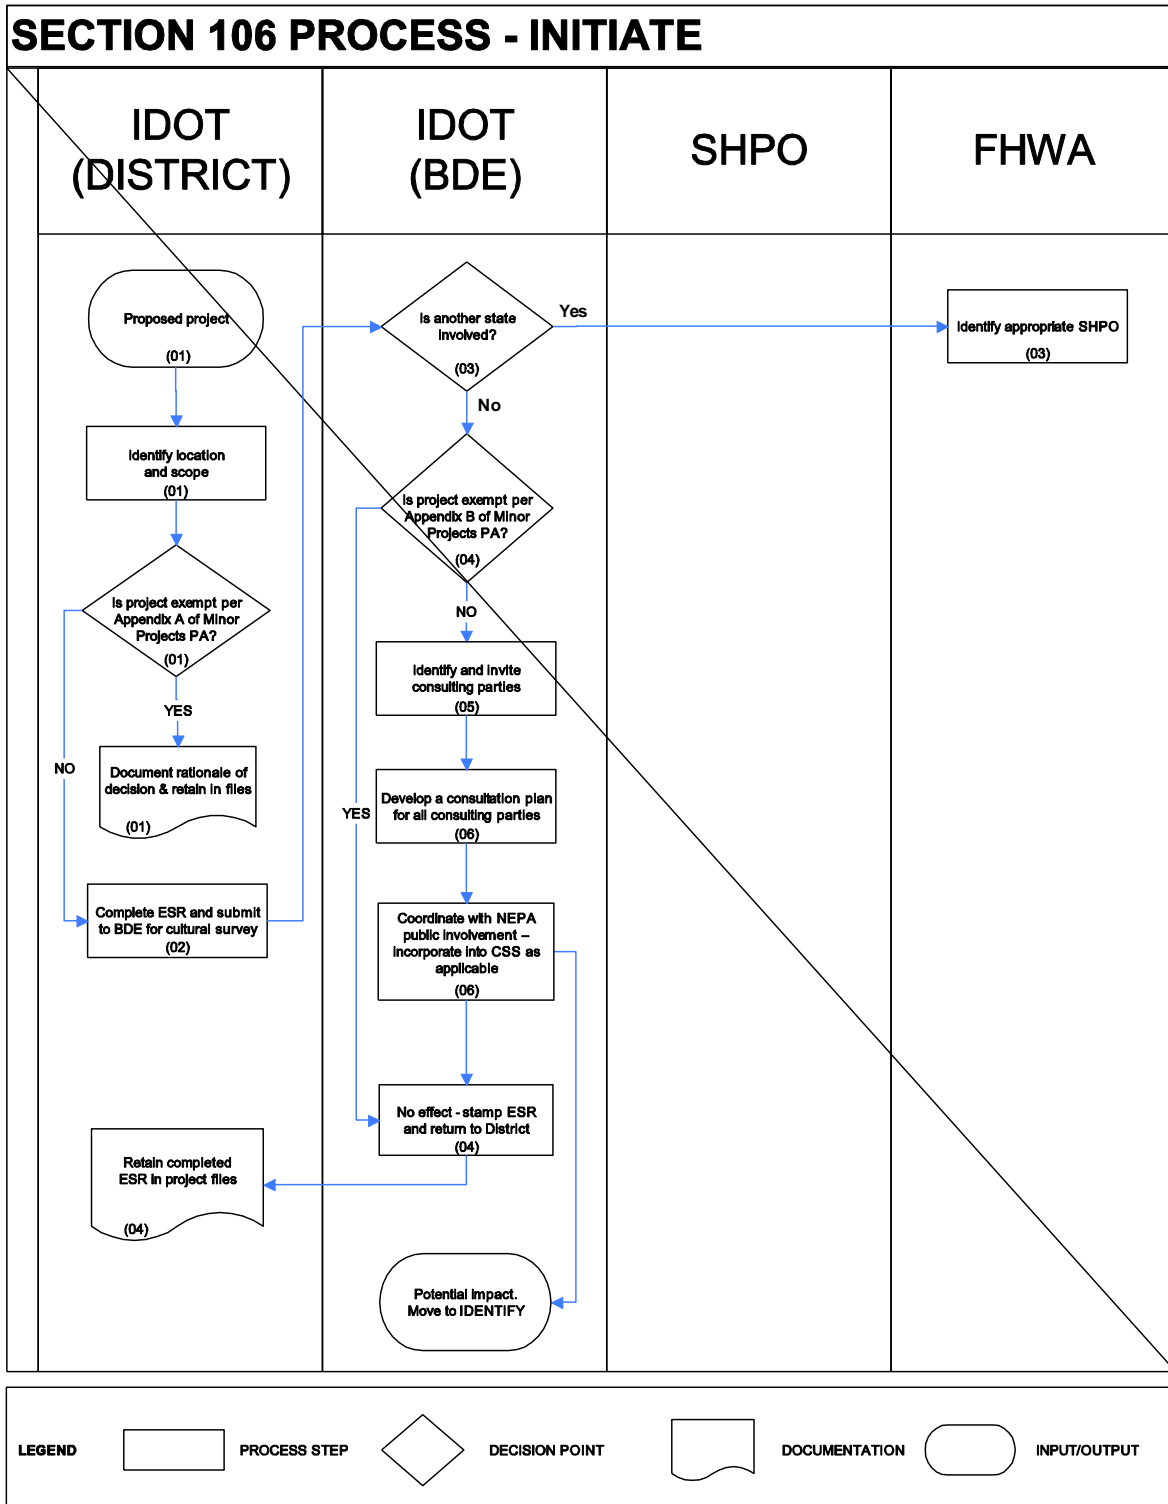 SECTION 106 PROCESS - INITIATE
IDOT
(DISTRICT)
IDOT
(BDE)
SHPO
FHWA
Proposed project
(01)
Identify location
and scope
(01)
Is project exempt per
Appendix A of Minor
Projects PA?
(01)
YES
NO
Document rationale of
decision & retain in files
(01)
Complete ESR and submit
to BDE for cultural survey
(02)
Retain completed
ESR in project files
(04)
Is another state
involved?
(03)
Yes
No
Is project exempt per
Appendix B of Minor
Projects PA?
(04)
NO
YES
Identify and invite
consulting parties
(05)
Develop a consultation plan
for all consulting parties
(06)
Coordinate with NEPA
public involvement –
incorporate into CSS as
applicable
(06)
No effect - stamp ESR
and return to District
(04)
Potential impact.
Move to IDENTIFY
Identify appropriate SHPO
(03)
LEGEND
PROCESS STEP
DECISION POINT
DOCUMENTATION
INPUT/OUTPUT